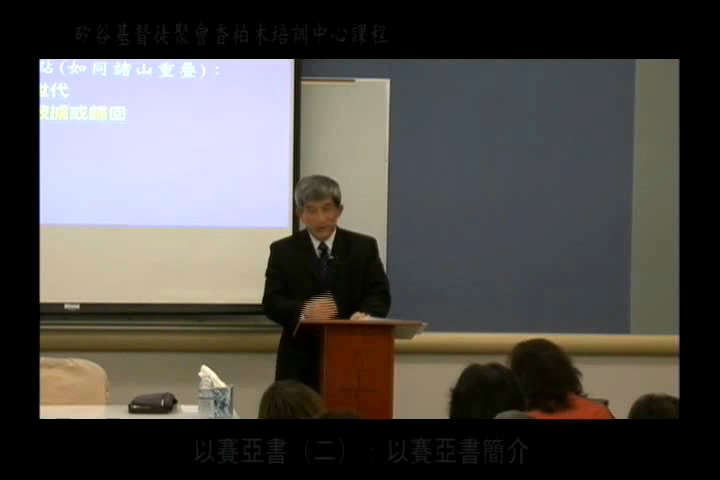 矽谷基督徒聚會香柏木培訓中心課程
點(如同諸山重疊)：
世代
被擄或歸回
以賽亞書（二）：以賽亞書簡介